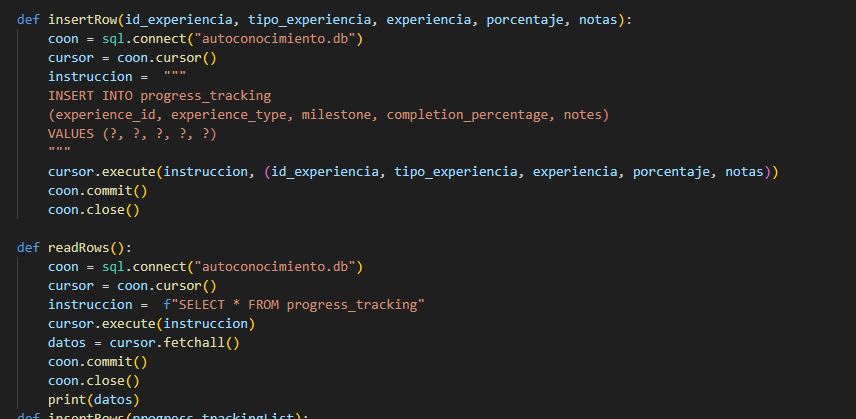 def insertRow(id_experiencia, tipo_experiencia, experiencia, porcentaje, notas):
    coon = sql.connect("autoconocimiento.db")
    cursor = coon.cursor()
    instruccion =  """
    INSERT INTO progress_tracking
    (experience_id, experience_type, milestone, completion_percentage, notes)
    VALUES (?, ?, ?, ?, ?)
    """
    cursor.execute(instruccion, (id_experiencia, tipo_experiencia, experiencia, porcentaje, notas))
    coon.commit()
    coon.close()

def readRows():
    coon = sql.connect("autoconocimiento.db")
    cursor = coon.cursor()
    instruccion =  f"SELECT * FROM progress_tracking"
    cursor.execute(instruccion)
    datos = cursor.fetchall()
    coon.commit()
    coon.close()
    print(datos)
def insertRows(progress_trackingList):